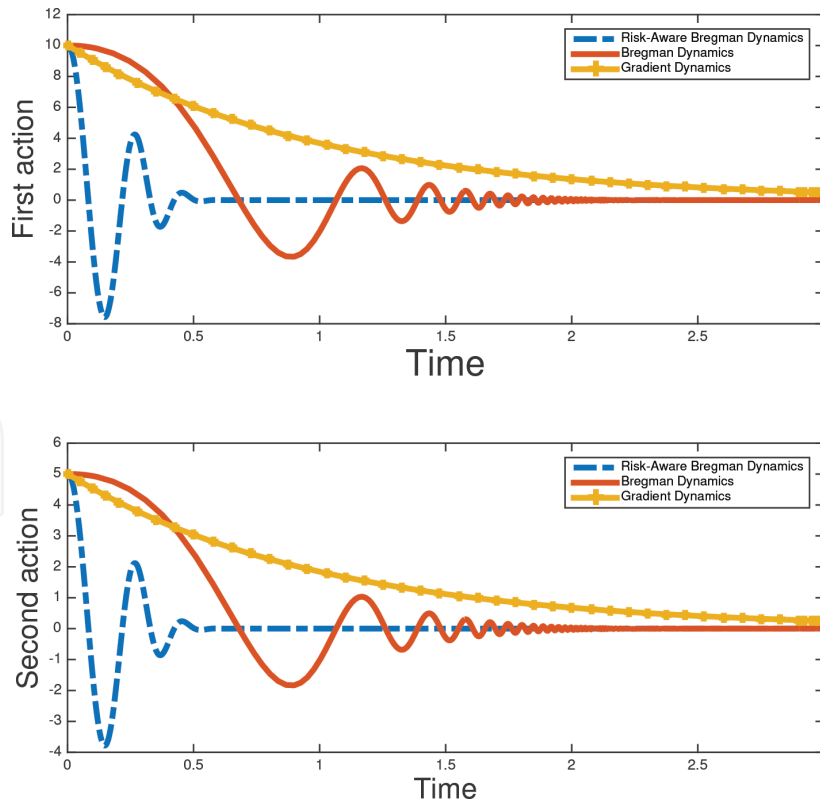 12
10
8
6
4
2
0
-2
-4
-6
-8
First action
Risk-Aware Bregman Dynamics
Bregman Dynamics
Gradient Dynamics
0 0.5 1 1.5 2 2.5
Time
6
5
4
3
2
1
0
-1
-2
-3
-4
Second action
Risk-Aware Bregman Dynamics
Bregman Dynamics
Gradient Dynamics
0 0.5 1 1.5 2 2.5
Time